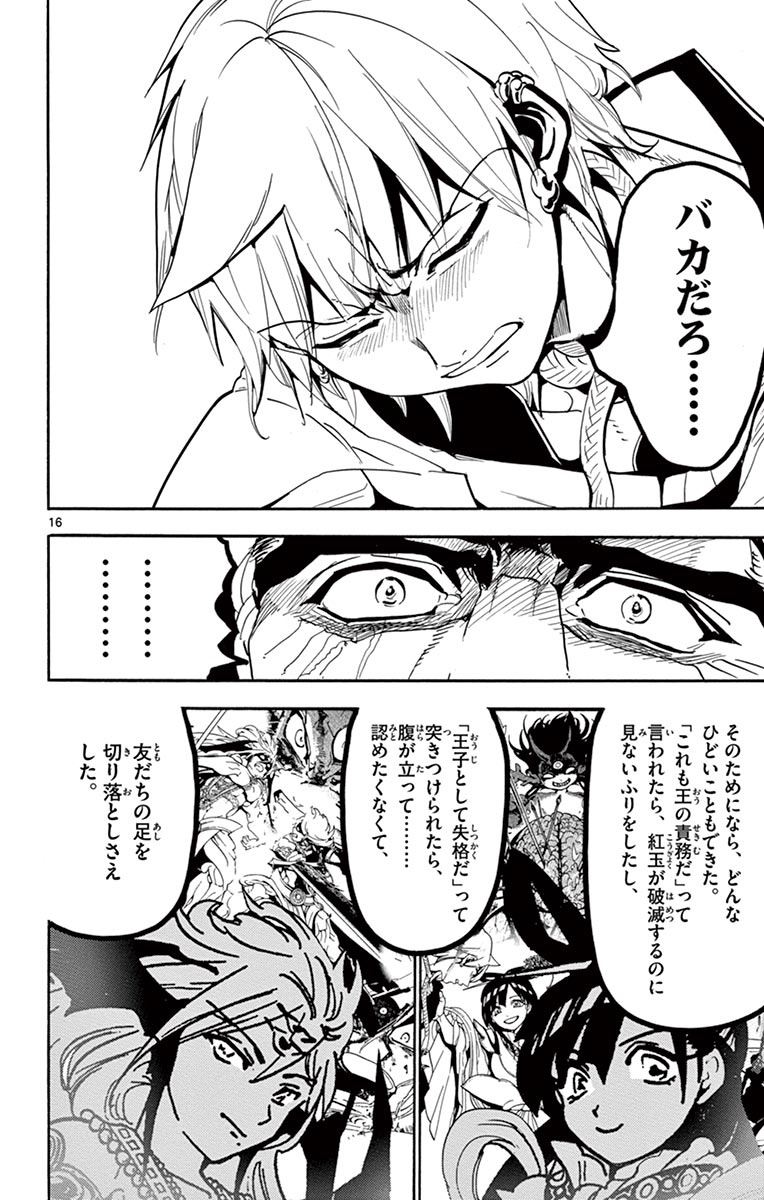 バカだろ……
16
………
………
そのためになら、どんな
ひどいこともできた。
「これも王の責務だ」って
言われたら、紅玉が破滅するのに
見ないふりをしたし、
「王子として失格だ」って
突きつけられたら、
腹が立って………
認めたくなくて、
友だちの足を
切り落としさえ
した。